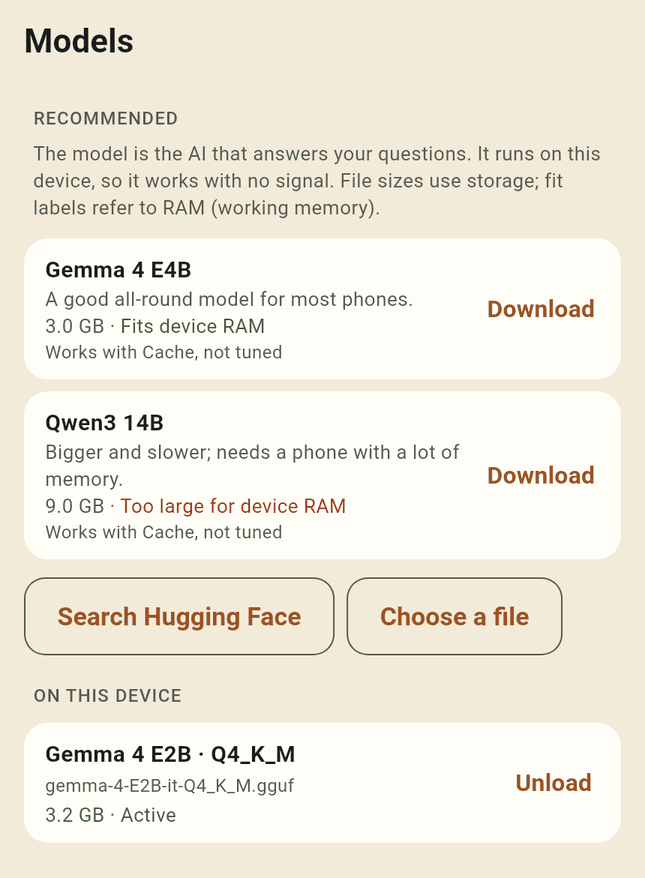 Models
RECOMMENDED
The model is the AI that answers your questions. It runs on this
device, so it works with no signal. File sizes use storage; fit
labels refer to RAM (working memory).
Gemma 4 E4B
A good all-round model for most phones.
3.0 GB · Fits device RAM
Works with Cache, not tuned
Download
Qwen3 14B
Bigger and slower; needs a phone with a lot of
memory.
9.0 GB · Too large for device RAM
Works with Cache, not tuned
Download
Search Hugging Face
Choose a file
ON THIS DEVICE
Gemma 4 E2B · Q4_K_M
gemma-4-E2B-it-Q4_K_M.gguf
3.2 GB · Active
Unload